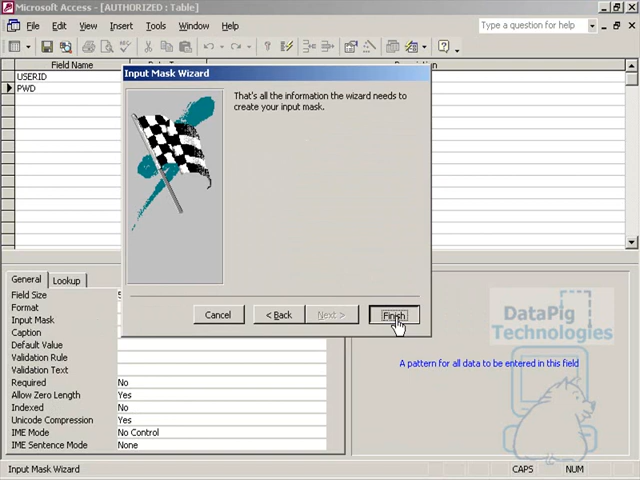 Microsoft Access - [AUTHORIZED : Table]
File Edit View Insert Tools Window Help
Type a question for help
Field Name
USERID
PWD
Input Mask Wizard
That's all the information the wizard needs to
create your input mask.
Cancel
< Back
Next >
Finish
General
Lookup
Field Size
Format
Input Mask
Caption
Default Value
Validation Rule
Validation Text
Required No
Allow Zero Length Yes
Indexed No
Unicode Compression Yes
IME Mode No Control
IME Sentence Mode None
DataPig
Technologies
A pattern for all data to be entered in this field
Input Mask Wizard
CAPS
NUM